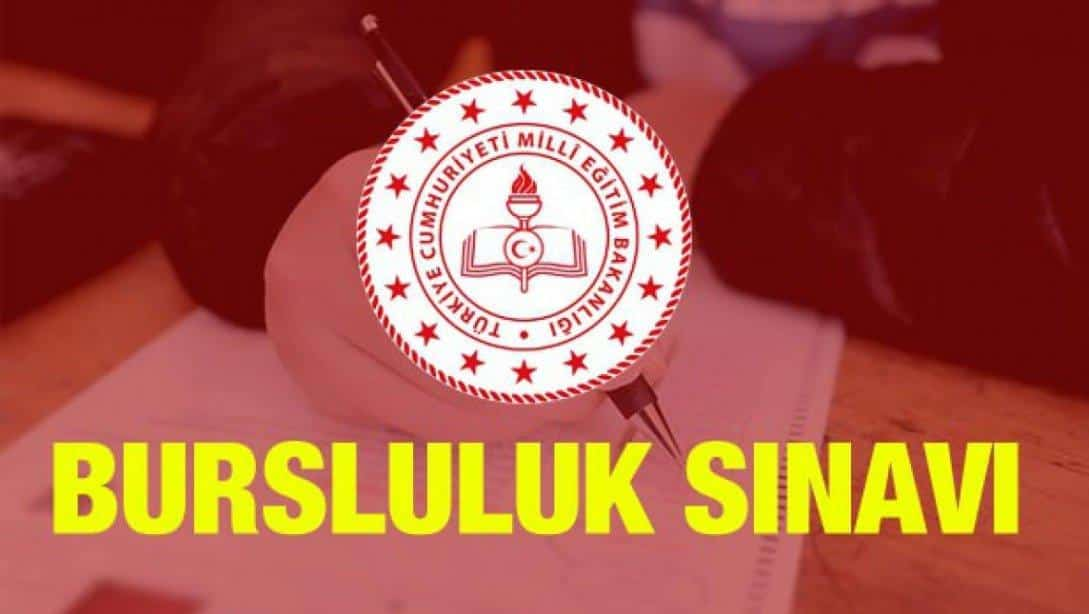 TÜRKİYE CUMHURİYETİ MİLLÎ EĞİTİM BAKANLIĞI
BURSLULUK SINAVI